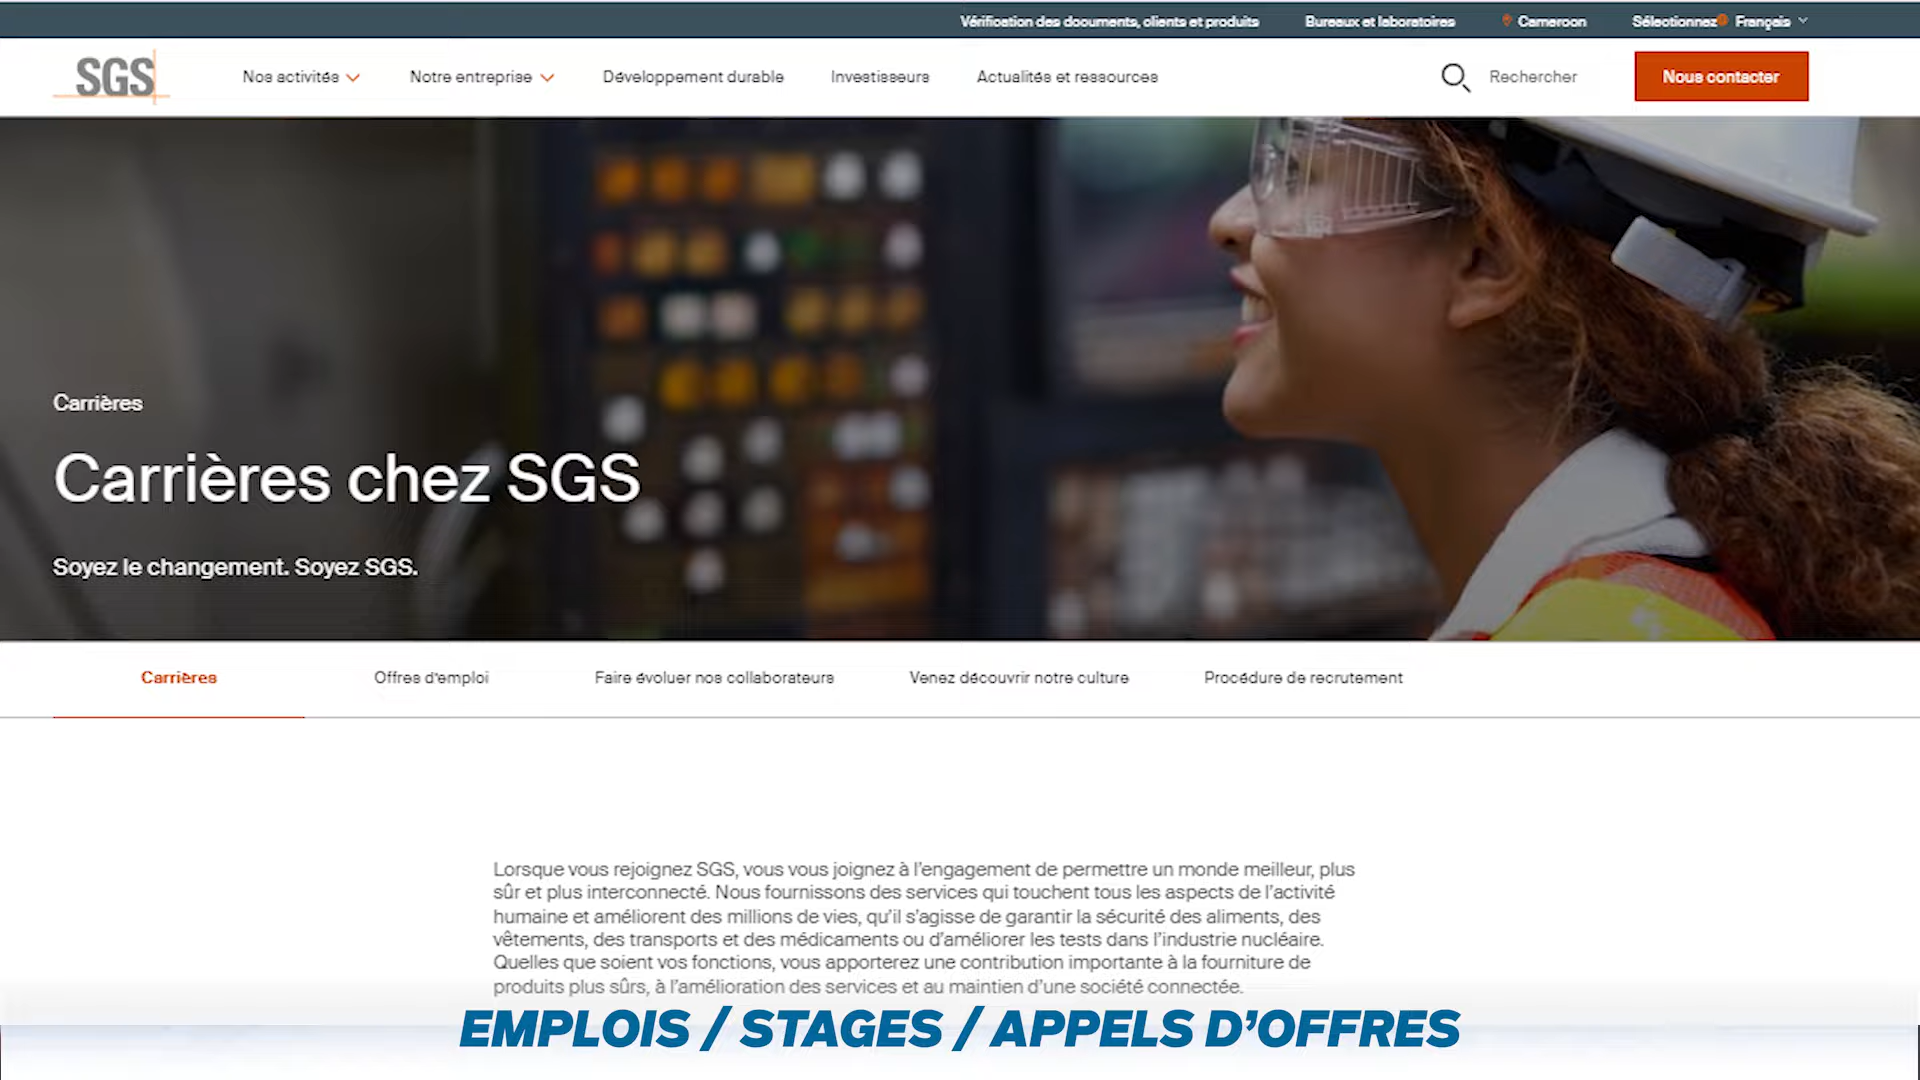 Vérification des documents, clients et produits Bureaux et laboratoires Cameroon Sélectionnez Français
SGS Nos activités Notre entreprise Développement durable Investisseurs Actualités et ressources Rechercher Nous contacter
Carrières
Carrières chez SGS
Soyez le changement. Soyez SGS.
Carrières Offres d'emploi Faire évoluer nos collaborateurs Venez découvrir notre culture Procédure de recrutement
Lorsque vous rejoignez SGS, vous vous joignez à l'engagement de permettre un monde meilleur, plus
sûr et plus interconnecté. Nous fournissons des services qui touchent tous les aspects de l'activité
humaine et améliorent des millions de vies, qu'il s'agisse de garantir la sécurité des aliments, des
vêtements, des transports et des médicaments ou d'améliorer les tests dans l'industrie nucléaire.
Quelles que soient vos fonctions, vous apporterez une contribution importante à la fourniture de
produits plus sûrs, à l'amélioration des services et au maintien d'une société connectée.
EMPLOIS / STAGES / APPELS D'OFFRES